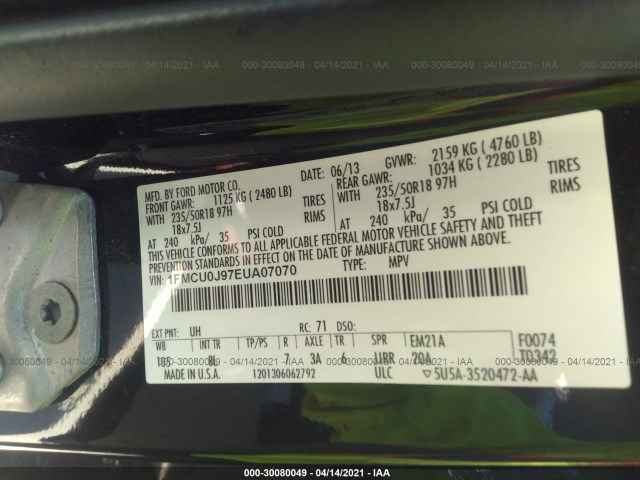 000-30080049 - 04/14/2021 - IAA 000-30080049 - 04/14/2021 - IAA 000-30080049 - 04/14/2021 - IAA
MFD. BY FORD MOTOR CO. DATE: 06/13 GVWR: 2159 KG ( 4760 LB)
FRONT GAWR: 1125 KG ( 2480 LB) REAR GAWR: 1034 KG ( 2280 LB)
WITH 235/50R18 97H TIRES WITH 235/50R18 97H TIRES
18x7.5J RIMS 18x7.5J RIMS
AT 240 kPa/ 35 PSI COLD AT 240 kPa/ 35 PSI COLD
THIS VEHICLE CONFORMS TO ALL APPLICABLE FEDERAL MOTOR VEHICLE SAFETY AND THEFT
PREVENTION STANDARDS IN EFFECT ON THE DATE OF MANUFACTURE SHOWN ABOVE.
VIN: 1FMCU0J97EUA07070 TYPE: MPV
EXT PNT: UH RC: 71 DSO:
WB INT TR TP/PS R AXLE TR SPR EM21A F0074
105 8L 7 3A 6 JJBR 20A T0342
MADE IN U.S.A. 1201306062792 ULC 5U5A-3520472-AA
000-30080049 - 04/14/2021 - IAA